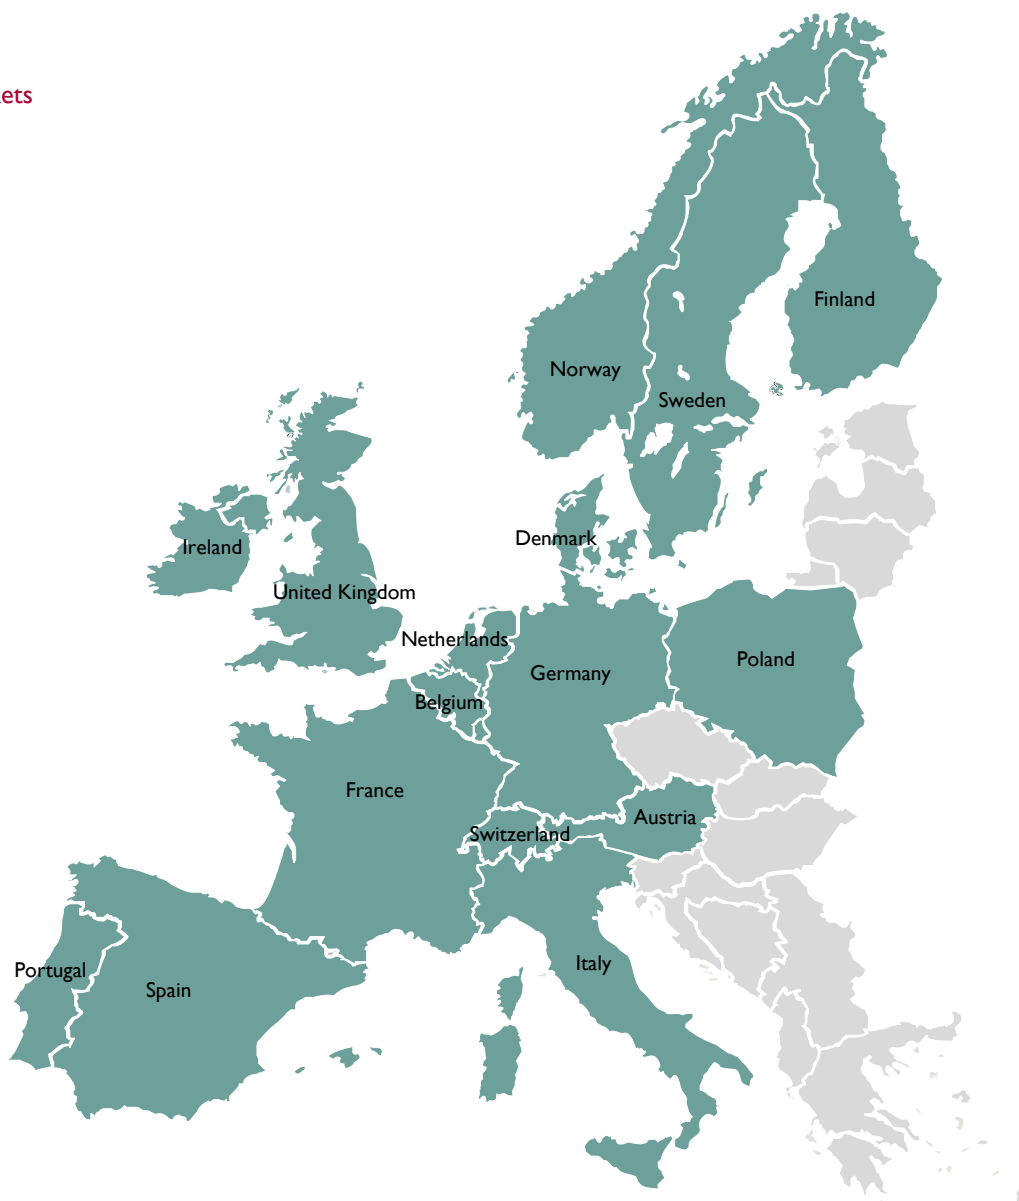 ets
Finland
Norway
Sweden
Denmark
Ireland
United Kingdom
Netherlands
Poland
Germany
Belgium
France
Austria
Switzerland
Italy
Portugal
Spain